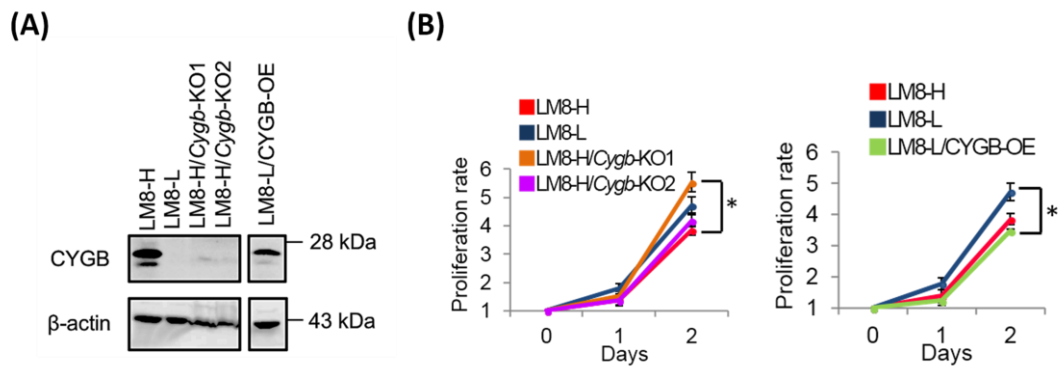 (A)
LM8-H
LM8-L
LM8-H/Cygb-KO1
LM8-H/Cygb-KO2
LM8-L/CYGB-OE
CYGB
28 kDa
β-actin
43 kDa
(B)
LM8-H
LM8-L
LM8-H/Cygb-KO1
LM8-H/Cygb-KO2
Proliferation rate
6
5
4
3
2
1
*
0 1 2
Days
LM8-H
LM8-L
LM8-L/CYGB-OE
Proliferation rate
6
5
4
3
2
1
*
0 1 2
Days